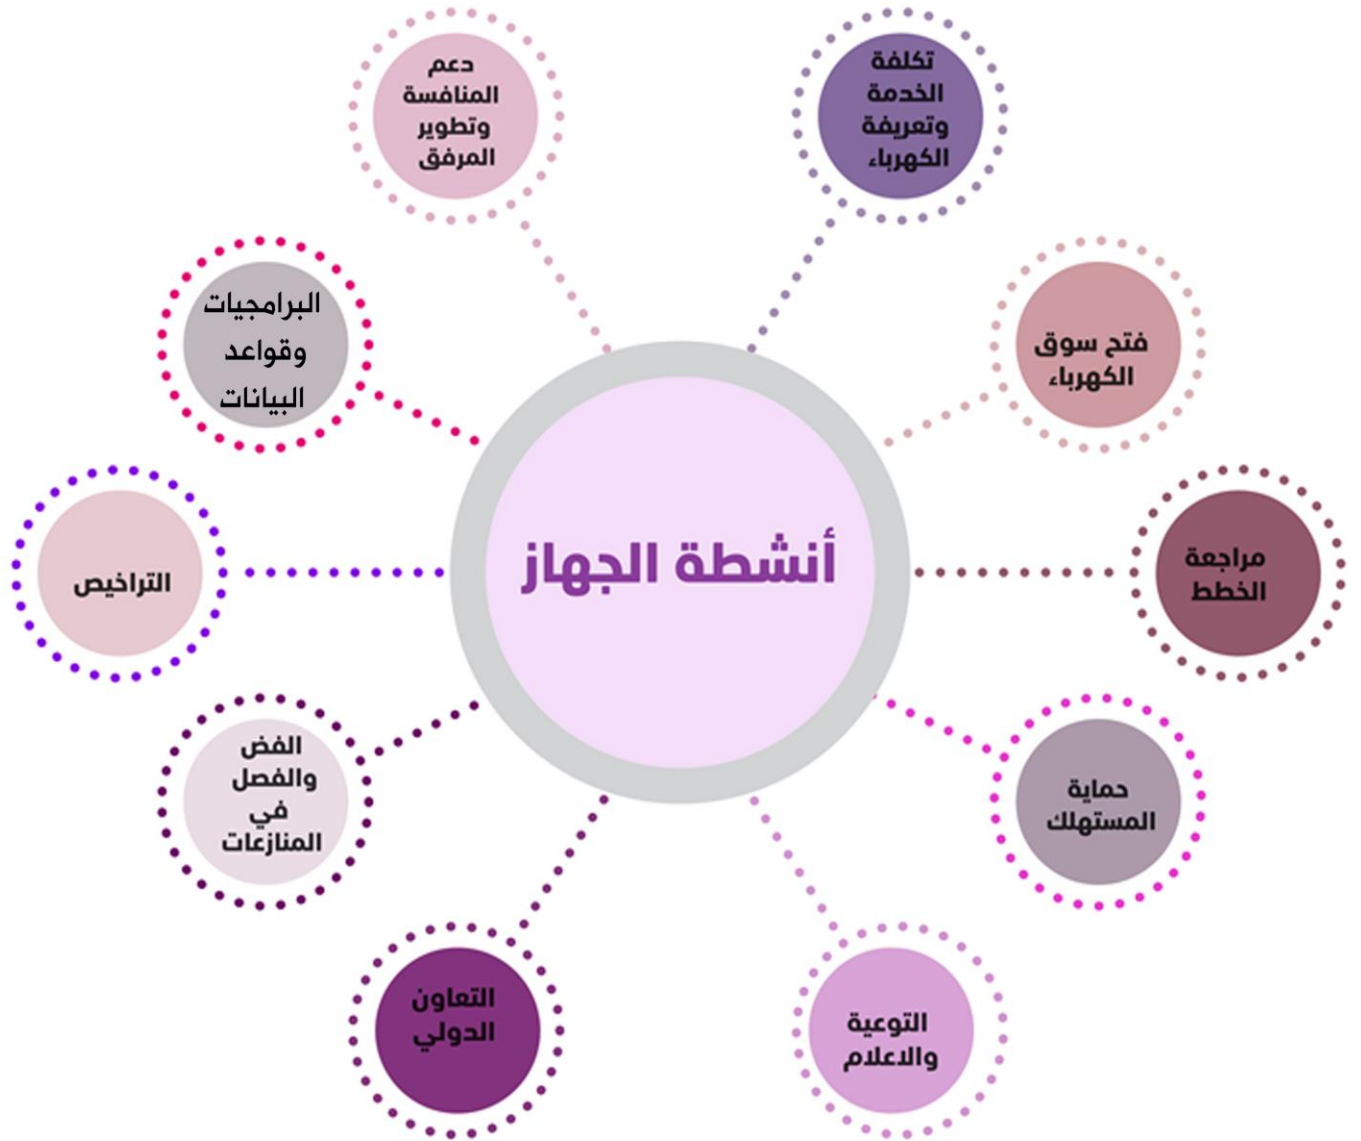 تكلفة
الخدمة
وتعريفة
الكهرباء
دعم
المنافسة
وتطوير
المرفق
فتح سوق
الكهرباء
البرامجيات
وقواعد
البيانات
أنشطة الجهاز
مراجعة
الخطط
التراخيص
حماية
المستهلك
الفض
والفصل
في
المنازعات
التوعية
والاعلام
التعاون
الدولي